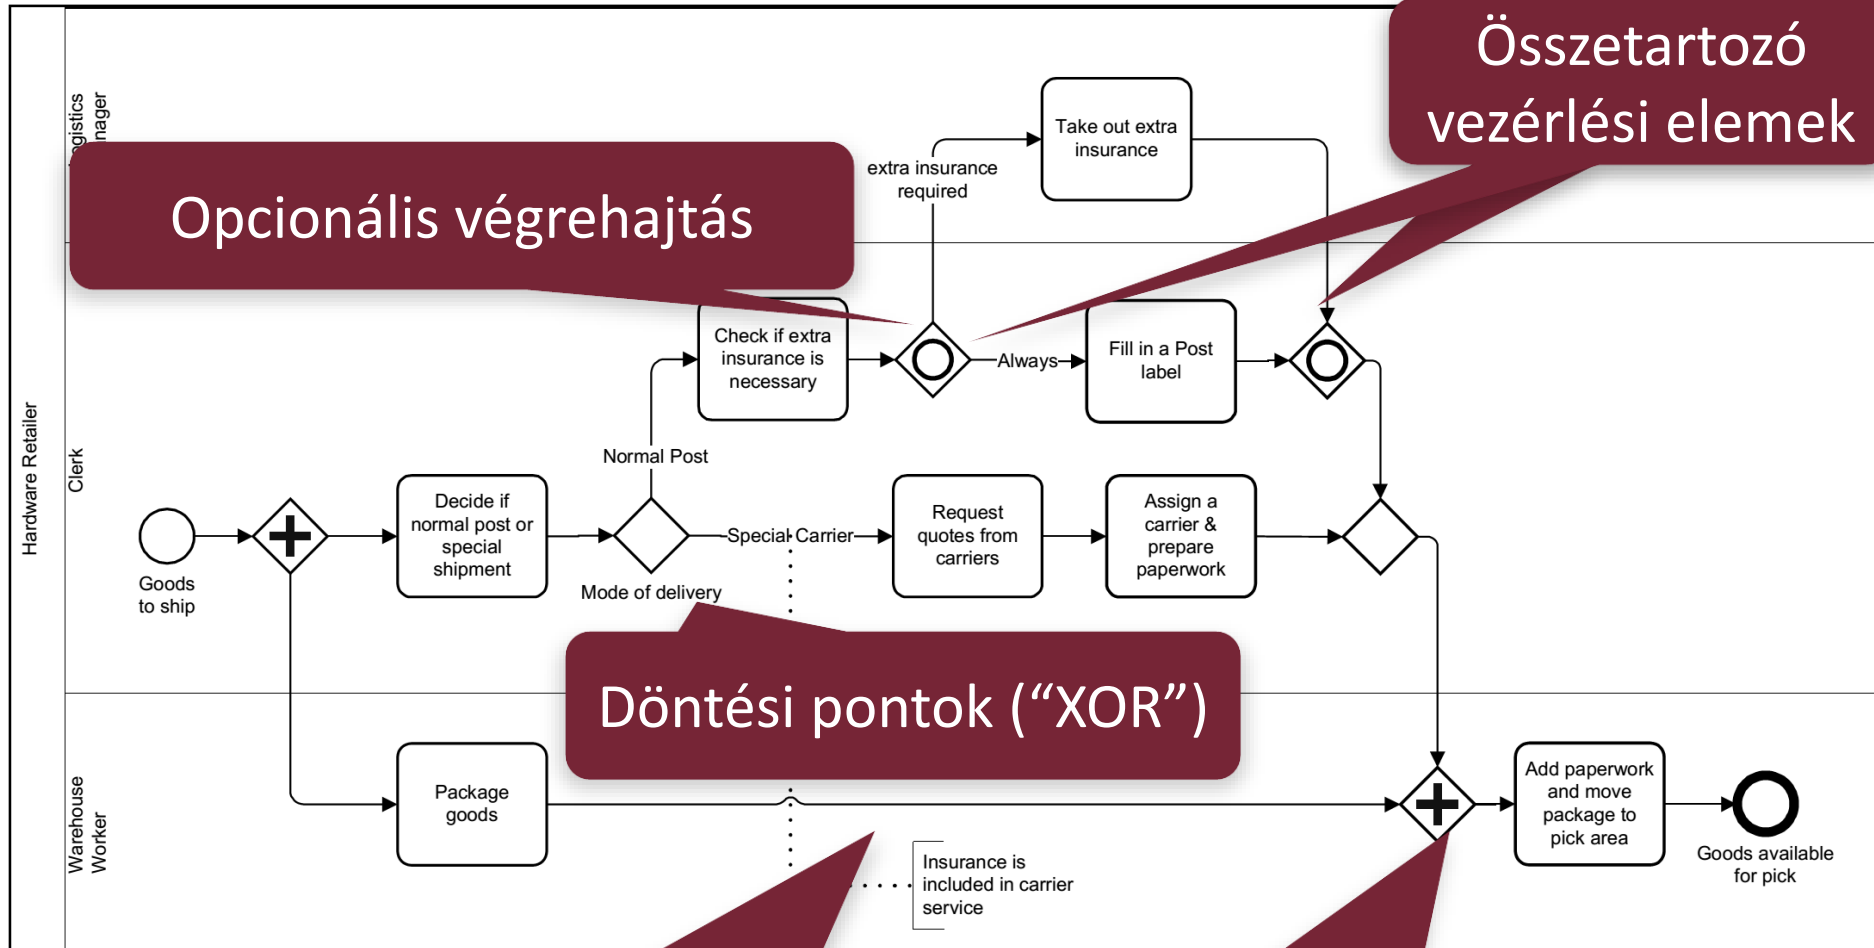 Összetartozó
vezérlési elemek
Opcionális végrehajtás
Take out extra
insurance
extra insurance
required
Check if extra
insurance is
necessary
Always
Fill in a Post
label
Hardware Retailer
Clerk
Normal Post
Goods
to ship
Decide if
normal post or
special
shipment
Mode of delivery
Special Carrier
Request
quotes from
carriers
Assign a
carrier &
prepare
paperwork
Döntési pontok (“XOR”)
Warehouse
Worker
Package
goods
Insurance is
included in carrier
service
Add paperwork
and move
package to
pick area
Goods available
for pick